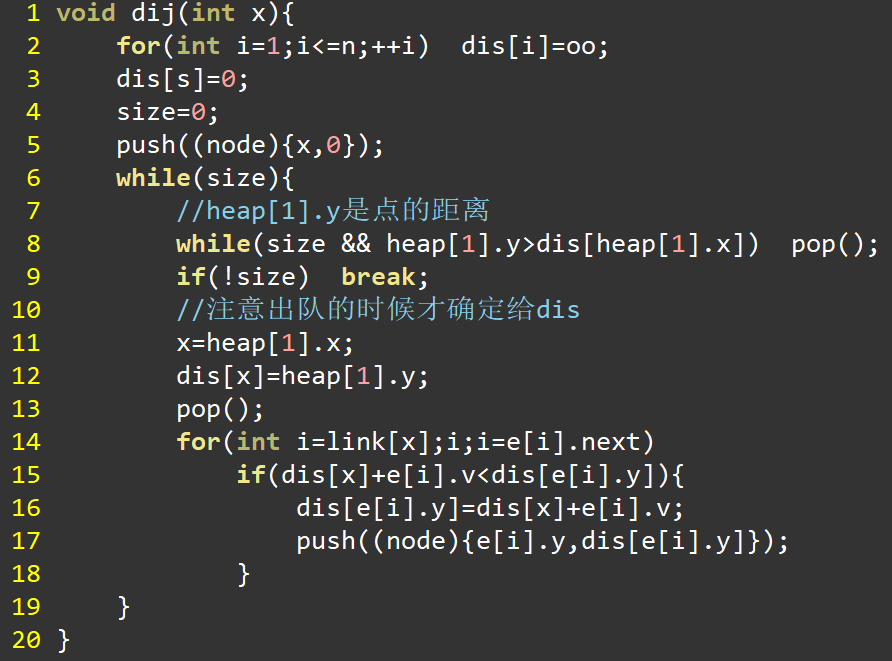 1 void dij(int x){
2     for(int i=1;i<=n;++i)  dis[i]=oo;
3     dis[s]=0;
4     size=0;
5     push((node){x,0});
6     while(size){
7         //heap[1].y是点的距离
8         while(size && heap[1].y>dis[heap[1].x])  pop();
9         if(!size)  break;
10         //注意出队的时候才确定给dis
11         x=heap[1].x;
12         dis[x]=heap[1].y;
13         pop();
14         for(int i=link[x];i;i=e[i].next)
15             if(dis[x]+e[i].v<dis[e[i].y]){
16                 dis[e[i].y]=dis[x]+e[i].v;
17                 push((node){e[i].y,dis[e[i].y]});
18             }
19     }
20 }